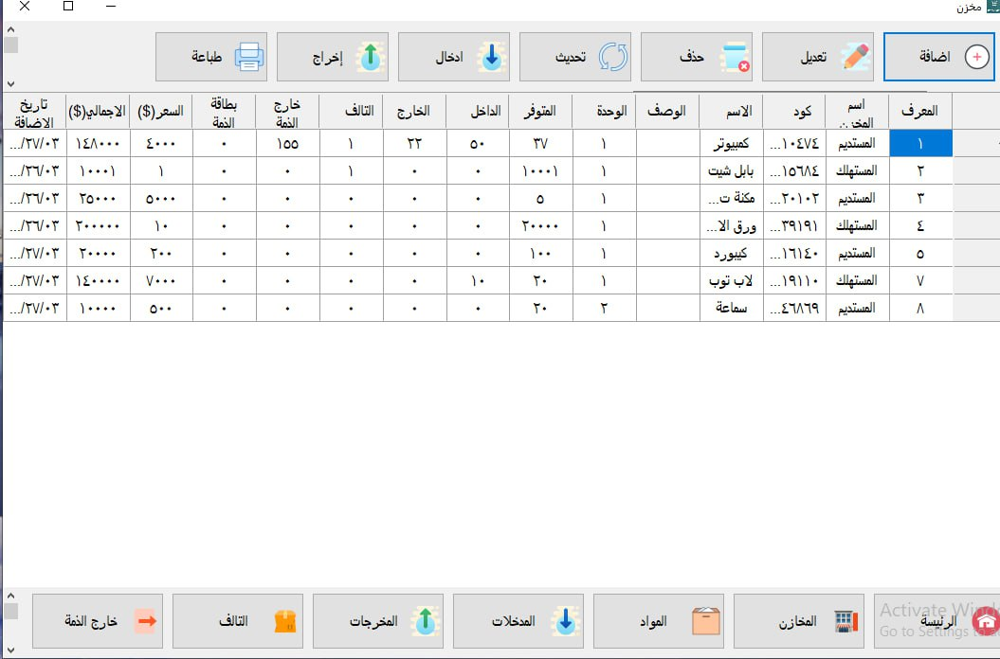 مخزن
اضافة تعديل حذف تحديث ادخال إخراج طباعة
المعرف اسم المخزن كود الاسم الوصف الوحدة المتوفر الداخل الخارج التالف خارج الذمة بطاقة الذمة السعر($) الاجمالي($) تاريخ الاضافة
١ المستديم ١٠٤٧٤... كمبيوتر ١ ٣٧ ٥٠ ٢٢ ١ ١٥٥ ٠ ٤٠٠٠ ١٤٨٠٠٠ ٢٧/٠٣/...
٢ المستهلك ١٥٦٨٤... بابل شيت ١ ١٠٠٠١ ٠ ٠ ١ ٠ ٠ ١ ١٠٠٠١ ٢٦/٠٣/...
٣ المستديم ٢٠١٠٢... مكنة ت... ١ ٥ ٠ ٠ ٠ ٠ ٠ ٥٠٠٠ ٢٥٠٠٠ ٢٦/٠٣/...
٤ المستهلك ٣٩١٩١... ورق الا... ١ ٢٠٠٠٠ ٠ ٠ ٠ ٠ ٠ ١٠ ٢٠٠٠٠٠ ٢٦/٠٣/...
٥ المستديم ١٦١٤٠... كيبورد ١ ١٠٠ ٠ ٠ ٠ ٠ ٠ ٢٠٠ ٢٠٠٠٠ ٢٧/٠٣/...
٧ المستهلك ١٩١١٠... لاب توب ١ ٢٠ ١٠ ٠ ٠ ٠ ٠ ٧٠٠٠ ١٤٠٠٠٠ ٢٧/٠٣/...
٨ المستديم ٤٦٨٦٩... سماعة ٢ ٢٠ ٠ ٠ ٠ ٠ ٠ ٥٠٠ ١٠٠٠٠ ٢٧/٠٣/...
Activate Wind
Go to Settings to a
الرئيسة المخازن المواد المدخلات المخرجات التالف خارج الذمة